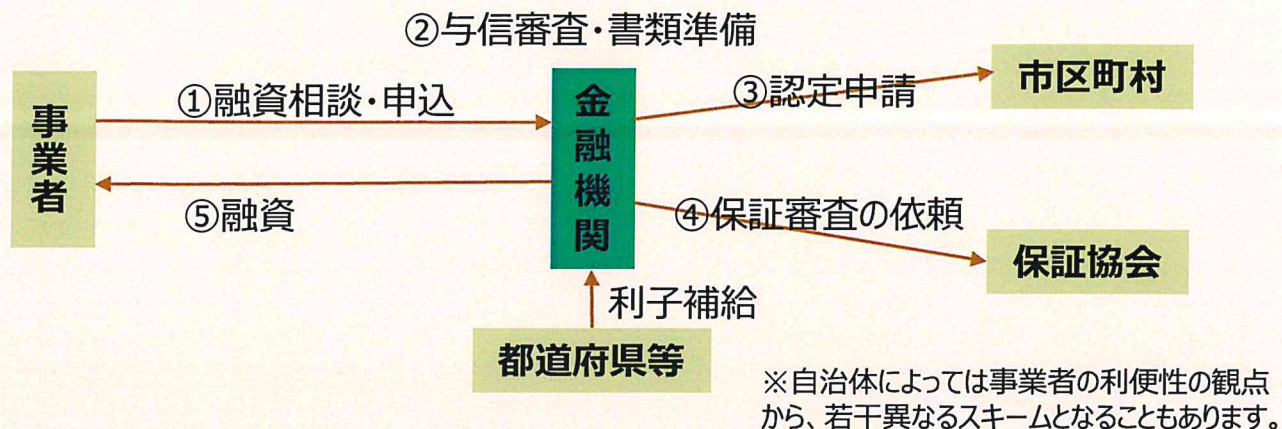 ②与信審査・書類準備
事業者
①融資相談・申込
金融機関
③認定申請
市区町村
⑤融資
④保証審査の依頼
保証協会
利子補給
都道府県等
※自治体によっては事業者の利便性の観点
から、若干異なるスキームとなることもあります。